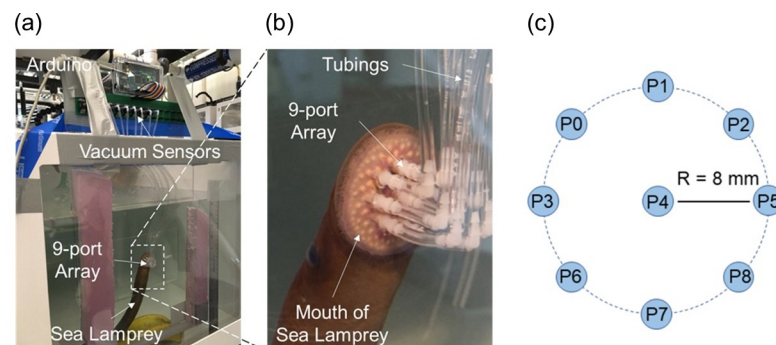 (a)
(b)
(c)
Arduino
Vacuum Sensors
9-port
Array
Sea Lamprey
Tubings
9-port
Array
Mouth of
Sea Lamprey
P1
P0
P2
R = 8 mm
P3
P4
P5
P6
P8
P7